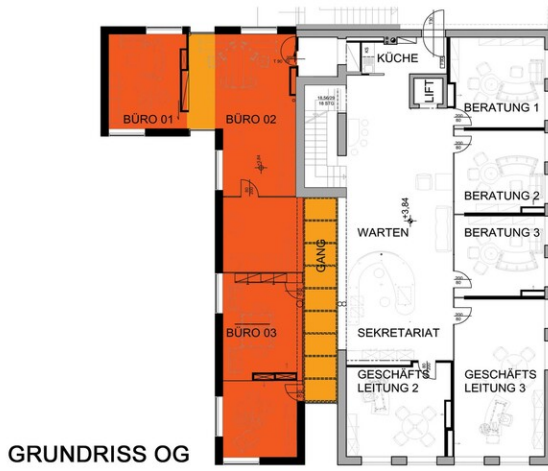 KÜCHE
KS
LIFT
BERATUNG 1
BÜRO 01
BÜRO 02
BERATUNG 2
+3,84
WARTEN
BERATUNG 3
GANG
BÜRO 03
SEKRETARIAT
GESCHÄFTS
LEITUNG 2
GESCHÄFTS
LEITUNG 3
GRUNDRISS OG